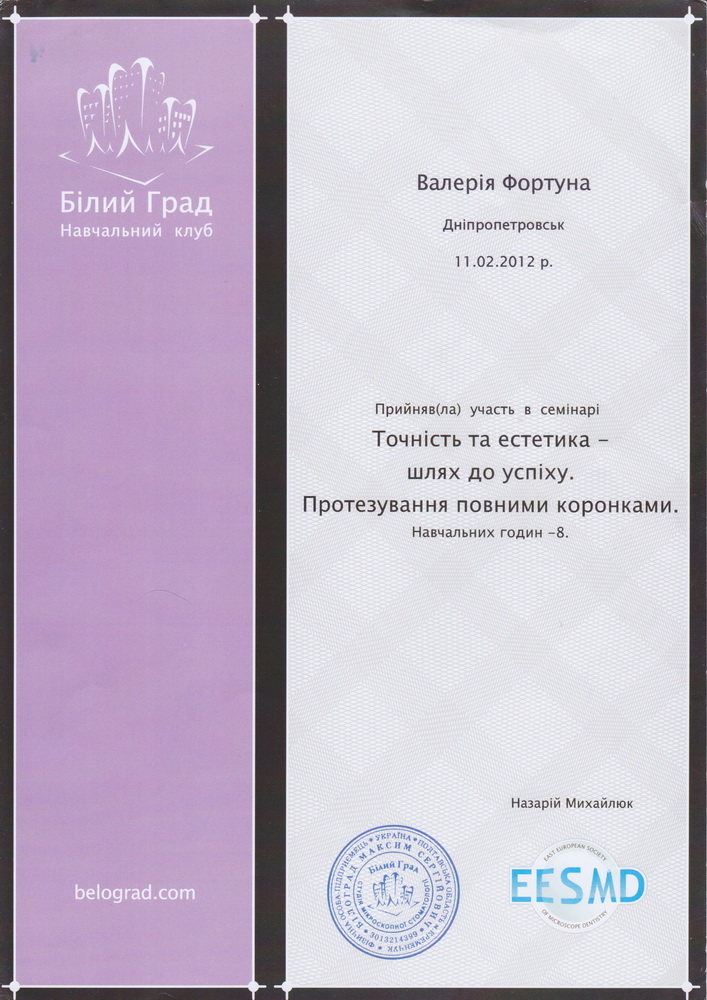 Білий Град
Навчальний клуб
belograd.com
Валерія Фортуна
Дніпропетровськ
11.02.2012 р.
Прийняв(ла) участь в семінарі
Точність та естетика –
шлях до успіху.
Протезування повними коронками.
Навчальних годин –8.
Назарій Михайлюк
УКРАЇНА * ПОЛТАВСЬКА ОБЛАСТЬ * КРЕМЕНЧУК * ФІЗИЧНА ОСОБА-ПІДПРИЄМЕЦЬ *
БІЛОГРАД МАКСИМ СЕРГІЙОВИЧ
* 3013214399 *
Білий Град
СТУДІЯ МІКРОСКОПНОЇ СТОМАТОЛОГІЇ
EAST EUROPEAN SOCIETY
EESMD
OF MICROSCOPE DENTISTRY